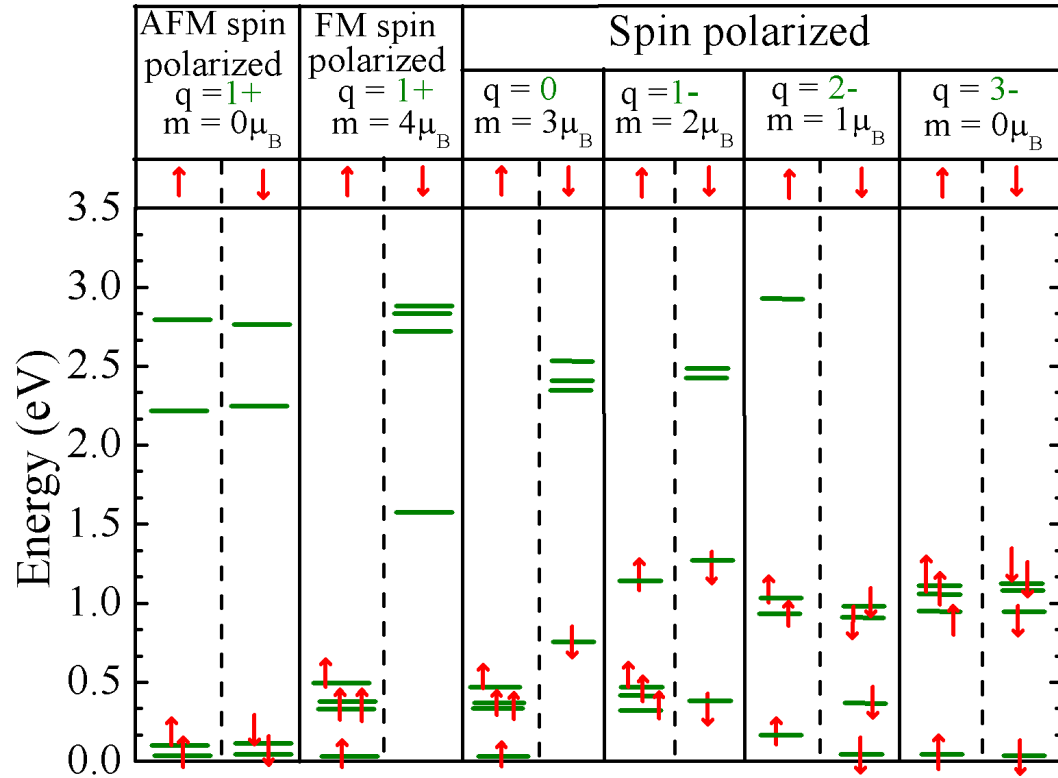 AFM spin
polarized
q =1+
m = 0μB
FM spin
polarized
q = 1+
m = 4μB
Spin polarized
q = 0
m = 3μB
q =1-
m = 2μB
q = 2-
m = 1μB
q = 3-
m = 0μB
Energy (eV)
3.5
3.0
2.5
2.0
1.5
1.0
0.5
0.0